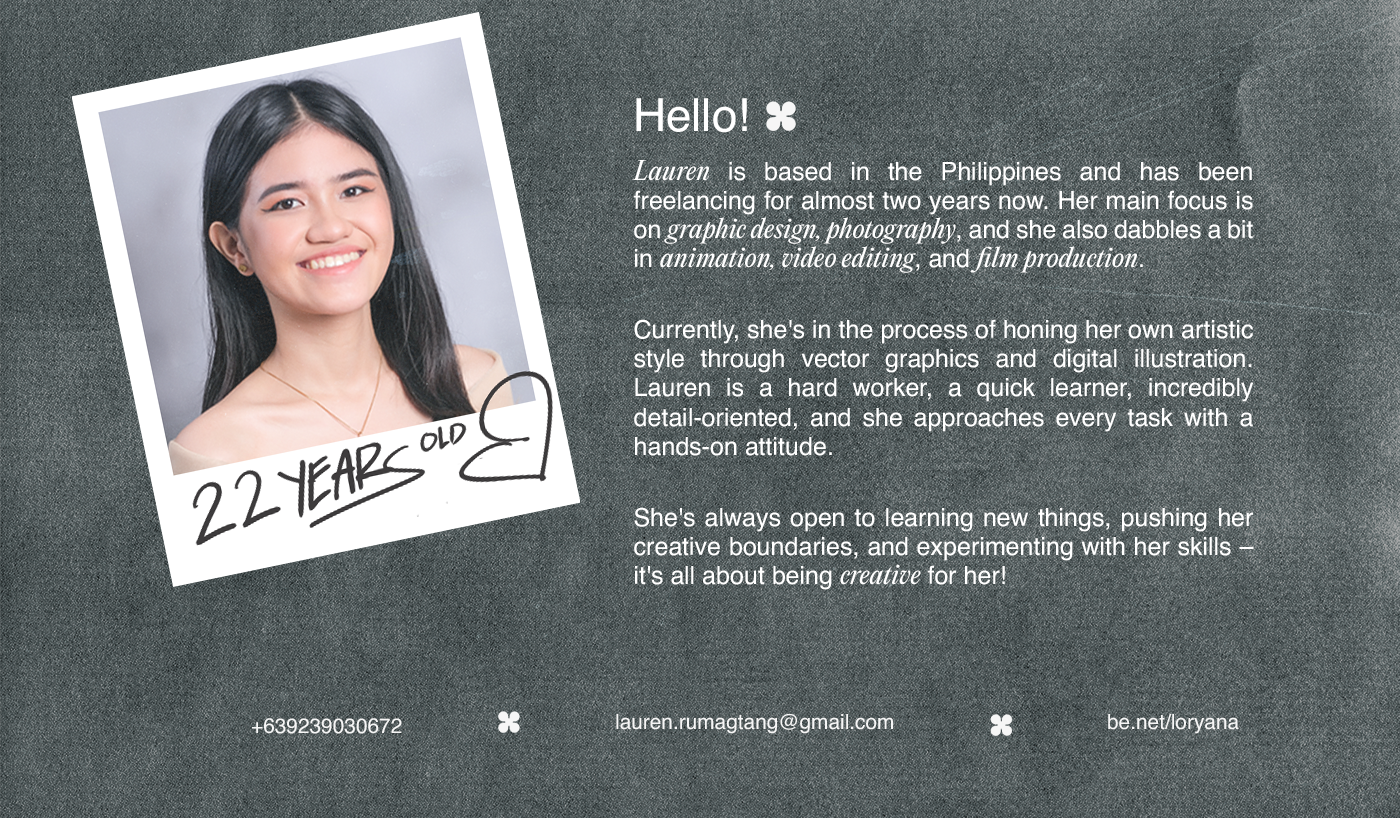 Hello!
Lauren is based in the Philippines and has been
freelancing for almost two years now. Her main focus is
on graphic design, photography, and she also dabbles a bit
in animation, video editing, and film production.
Currently, she's in the process of honing her own artistic
style through vector graphics and digital illustration.
Lauren is a hard worker, a quick learner, incredibly
detail-oriented, and she approaches every task with a
hands-on attitude.
She's always open to learning new things, pushing her
creative boundaries, and experimenting with her skills –
it's all about being creative for her!
22 YEARS OLD
+639239030672
lauren.rumagtang@gmail.com
be.net/loryana